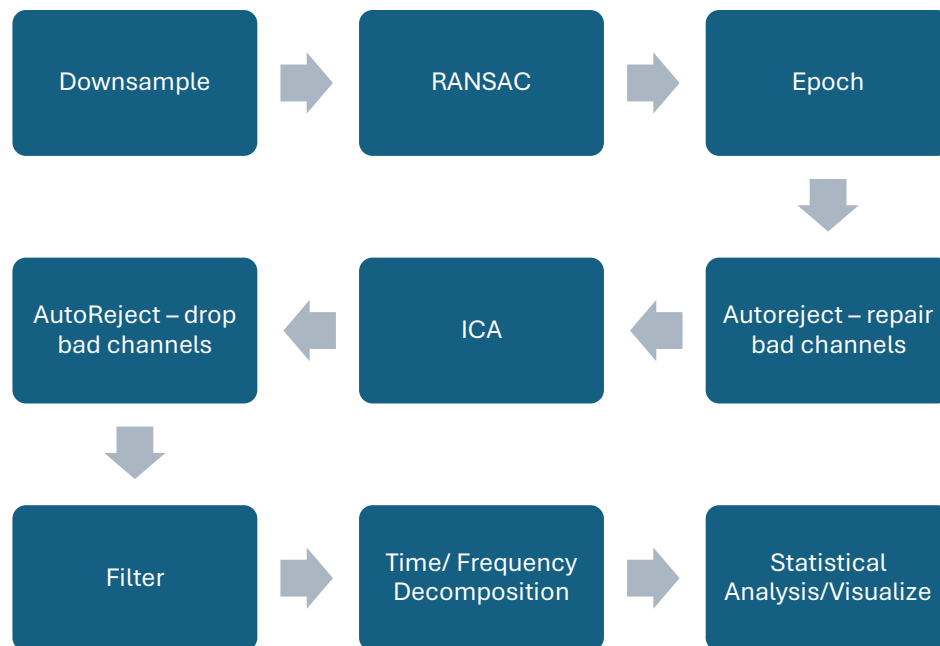 Downsample
RANSAC
Epoch
Autoreject – repair
bad channels
ICA
AutoReject – drop
bad channels
Filter
Time/ Frequency
Decomposition
Statistical
Analysis/Visualize